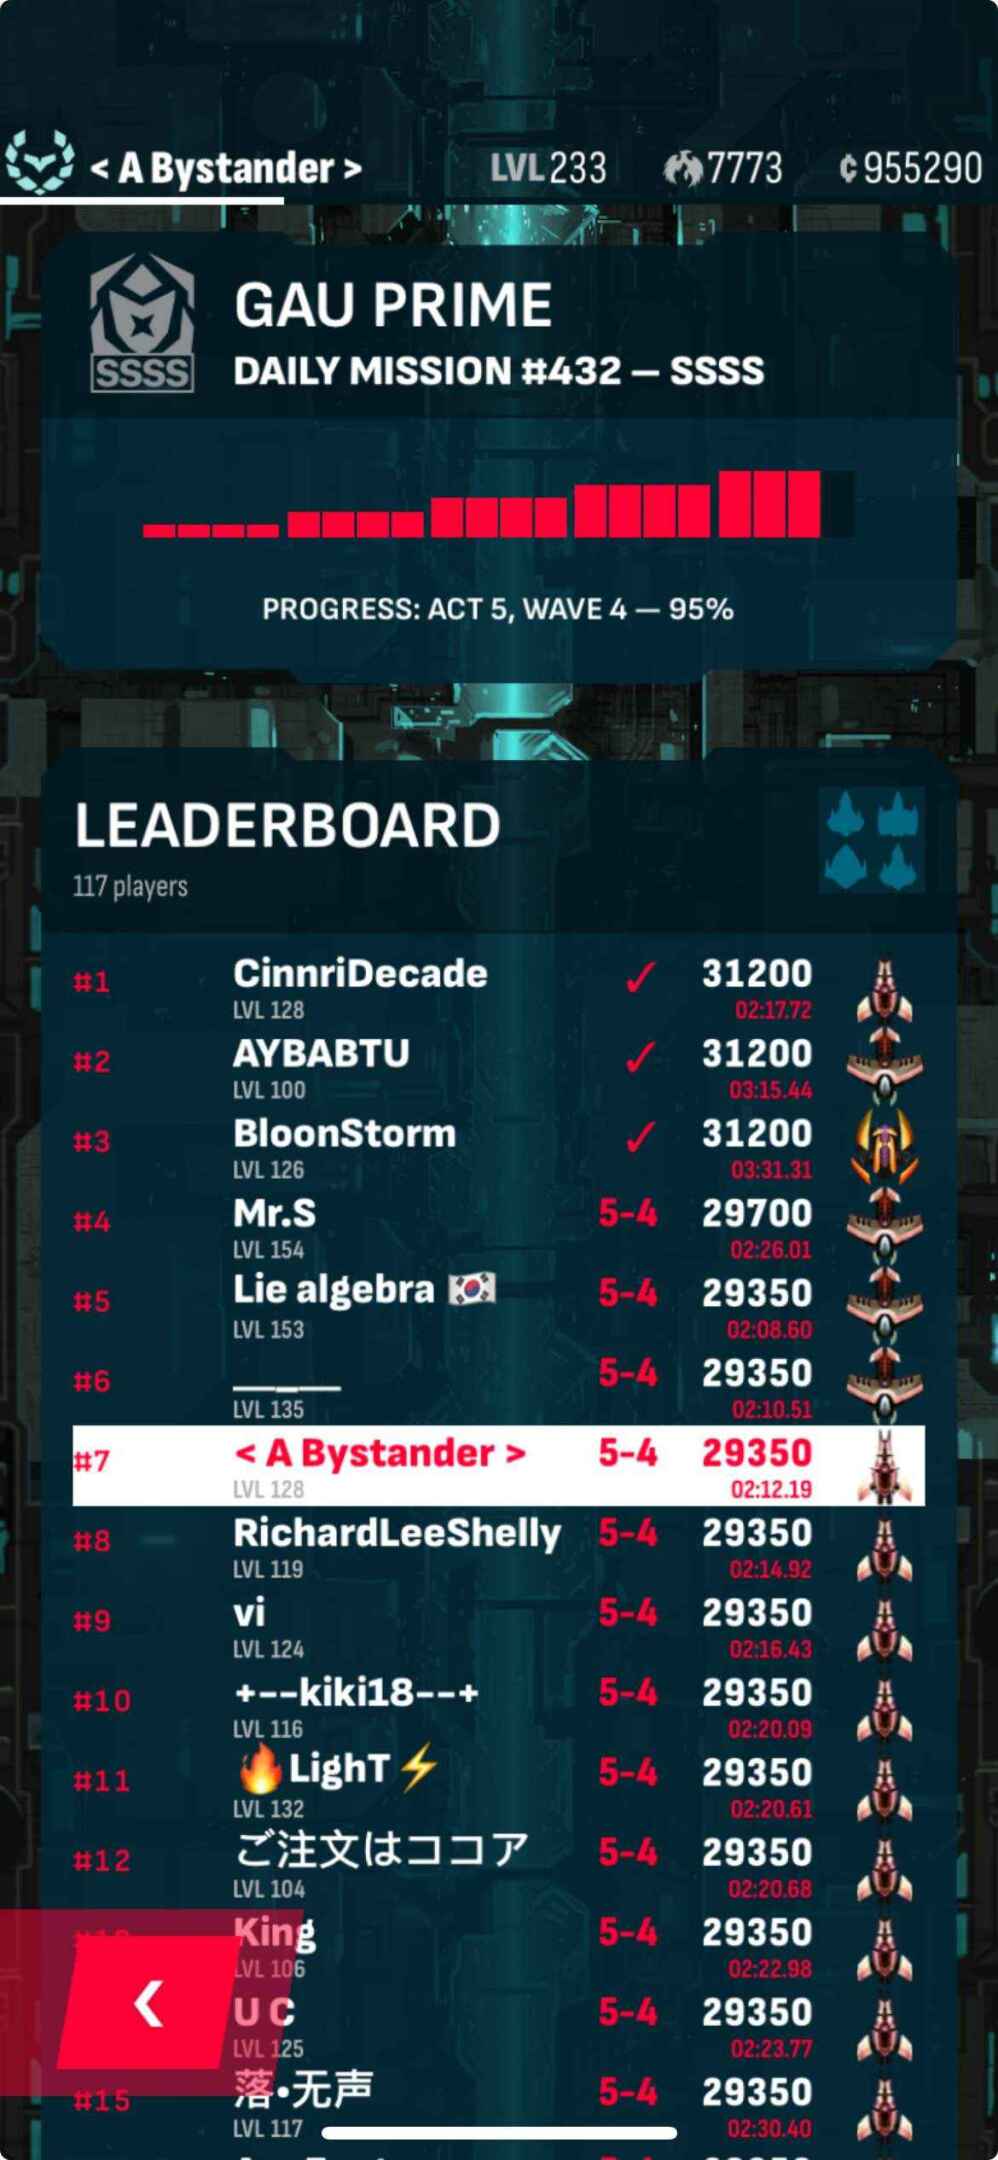 < A Bystander > LVL 233 7773 ¢955290
GAU PRIME
SSSS
DAILY MISSION #432 – SSSS
PROGRESS: ACT 5, WAVE 4 – 95%
LEADERBOARD
117 players
#1 CinnriDecade ✓ 31200
LVL 128 02:17.72
#2 AYBABTU ✓ 31200
LVL 100 03:15.44
#3 BloonStorm ✓ 31200
LVL 126 03:31.31
#4 Mr.S 5-4 29700
LVL 154 02:26.01
#5 Lie algebra 🇰🇷 5-4 29350
LVL 153 02:08.60
#6 __-__ 5-4 29350
LVL 135 02:10.51
#7 < A Bystander > 5-4 29350
LVL 128 02:12.19
#8 RichardLeeShelly 5-4 29350
LVL 119 02:14.92
#9 vi 5-4 29350
LVL 124 02:16.43
#10 +--kiki18--+ 5-4 29350
LVL 116 02:20.09
#11 🔥LighT⚡ 5-4 29350
LVL 132 02:20.61
#12 ご注文はココア 5-4 29350
LVL 104 02:20.68
King 5-4 29350
LVL 106 02:22.98
U C 5-4 29350
LVL 125 02:23.77
#15 落•无声 5-4 29350
LVL 117 02:30.40